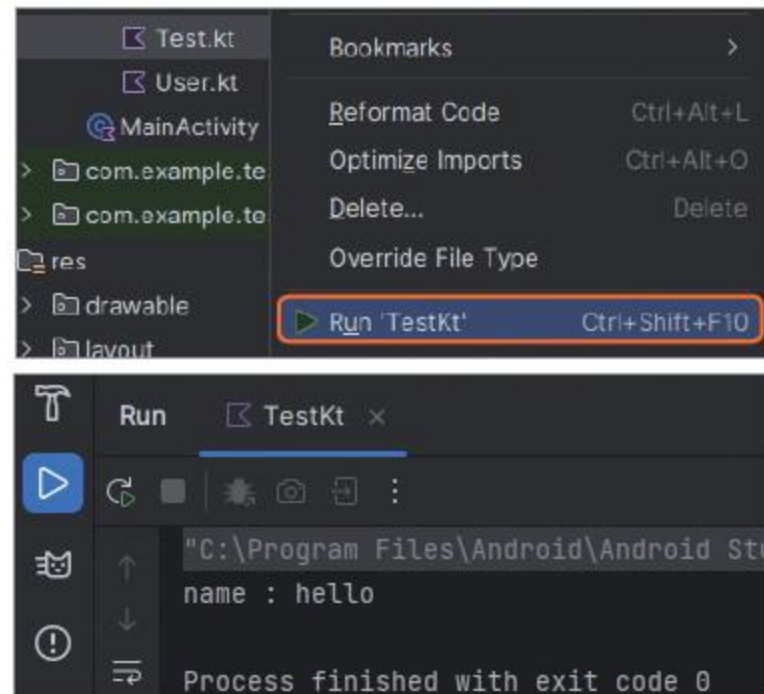 Test.kt
User.kt
MainActivity
com.example.te
com.example.te
res
drawable
layout
Bookmarks
Reformat Code Ctrl+Alt+L
Optimize Imports Ctrl+Alt+O
Delete... Delete
Override File Type
Run 'TestKt' Ctrl+Shift+F10
Run TestKt
"C:\Program Files\Android\Android Stu
name : hello
Process finished with exit code 0